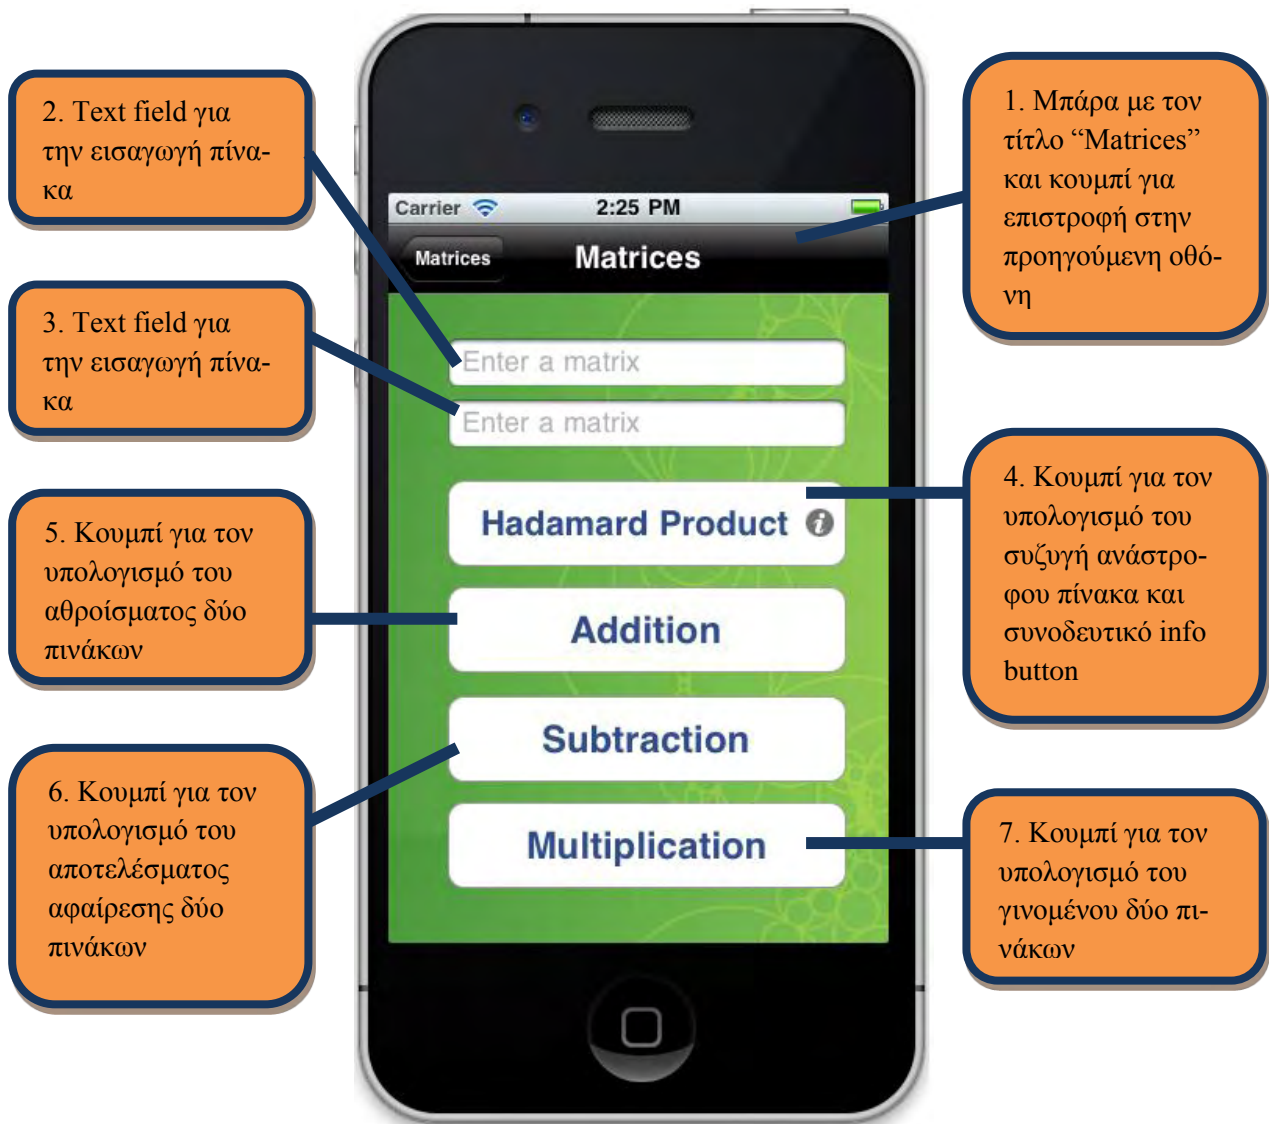 2. Text field για
την εισαγωγή πίνα-
κα
3. Text field για
την εισαγωγή πίνα-
κα
5. Κουμπί για τον
υπολογισμό του
αθροίσματος δύο
πινάκων
6. Κουμπί για τον
υπολογισμό του
αποτελέσματος
αφαίρεσης δύο
πινάκων
Carrier 2:25 PM
Matrices Matrices
Enter a matrix
Enter a matrix
Hadamard Product i
Addition
Subtraction
Multiplication
1. Μπάρα με τον
τίτλο “Matrices”
και κουμπί για
επιστροφή στην
προηγούμενη οθό-
νη
4. Κουμπί για τον
υπολογισμό του
συζυγή ανάστρο-
φου πίνακα και
συνοδευτικό info
button
7. Κουμπί για τον
υπολογισμό του
γινομένου δύο πι-
νάκων